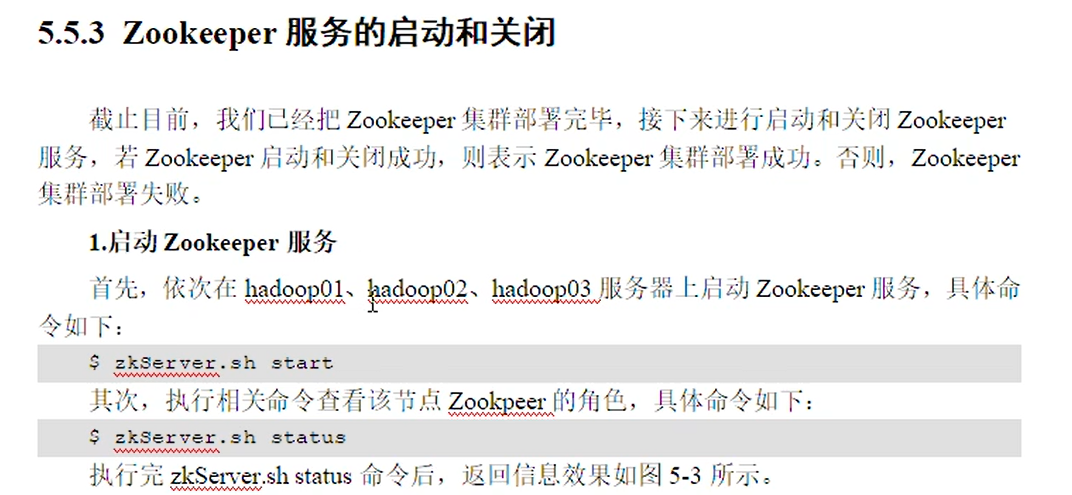 5.5.3 Zookeeper 服务的启动和关闭
截止目前，我们已经把 Zookeeper 集群部署完毕，接下来进行启动和关闭 Zookeeper
服务，若 Zookeeper 启动和关闭成功，则表示 Zookeeper 集群部署成功。否则，Zookeeper
集群部署失败。
1.启动 Zookeeper 服务
首先，依次在 hadoop01、hadoop02、hadoop03 服务器上启动 Zookeeper 服务，具体命
令如下：
$ zkServer.sh start
其次，执行相关命令查看该节点 Zookpeer 的角色，具体命令如下：
$ zkServer.sh status
执行完 zkServer.sh status 命令后，返回信息效果如图 5-3 所示。